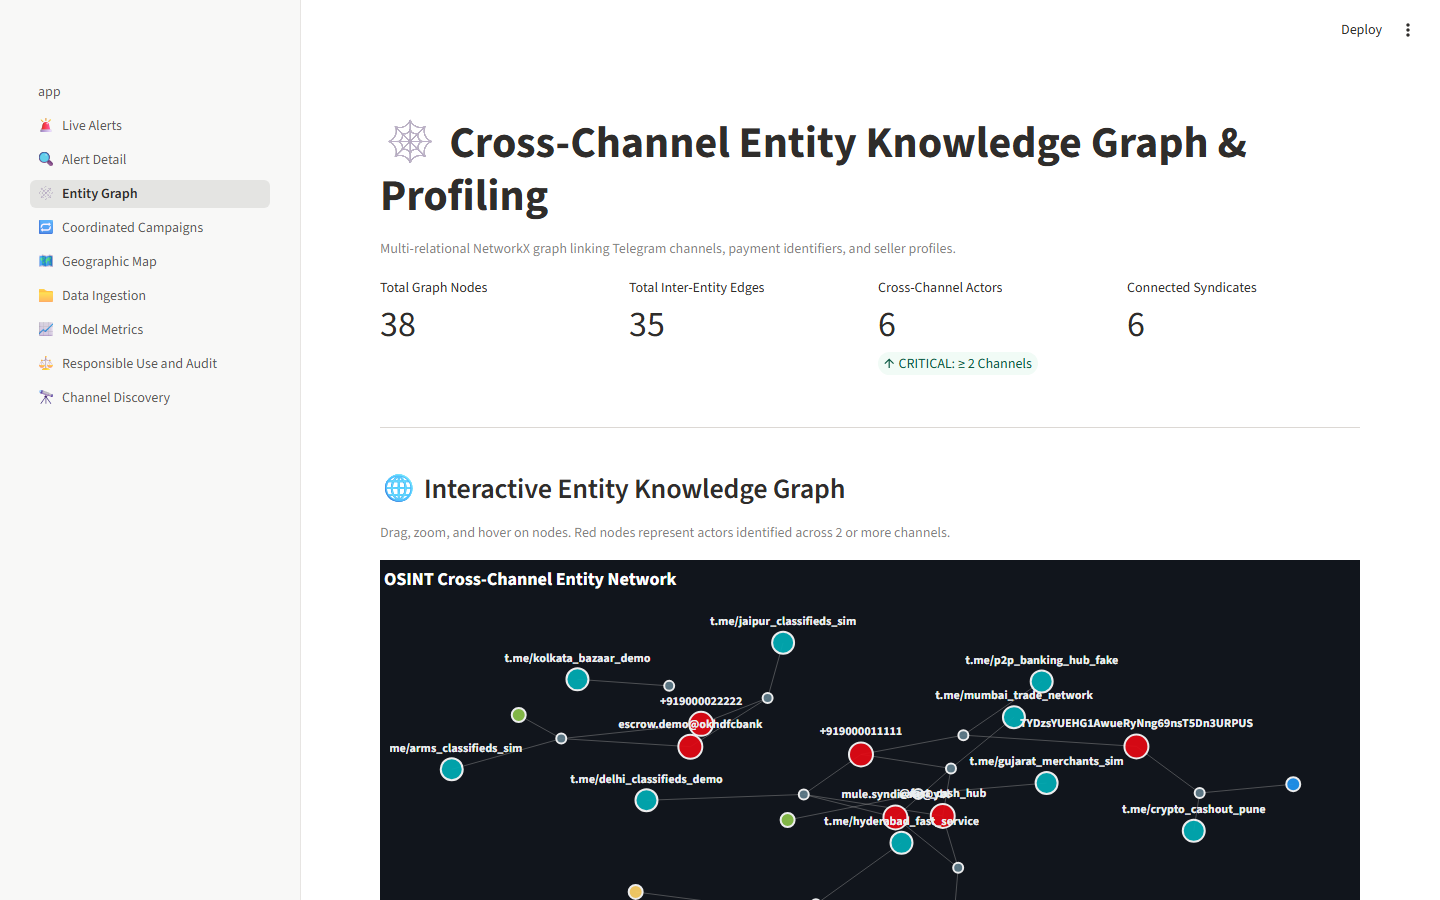 Deploy
app
Live Alerts
Alert Detail
Entity Graph
Coordinated Campaigns
Geographic Map
Data Ingestion
Model Metrics
Responsible Use and Audit
Channel Discovery
Cross-Channel Entity Knowledge Graph &
Profiling
Multi-relational NetworkX graph linking Telegram channels, payment identifiers, and seller profiles.
Total Graph Nodes
38
Total Inter-Entity Edges
35
Cross-Channel Actors
6
↑ CRITICAL: ≥ 2 Channels
Connected Syndicates
6
Interactive Entity Knowledge Graph
Drag, zoom, and hover on nodes. Red nodes represent actors identified across 2 or more channels.
OSINT Cross-Channel Entity Network
t.me/jaipur_classifieds_sim
t.me/kolkata_bazaar_demo
t.me/p2p_banking_hub_fake
t.me/mumbai_trade_network
+919000022222
escrow.demo@okhdfcbank
TYDzsYUEHG1AwueRyNng69nsT5Dn3URPUS
+919000011111
me/arms_classifieds_sim
t.me/gujarat_merchants_sim
t.me/delhi_classifieds_demo
t.me/crypto_cashout_pune
t.me/hyderabad_fast_service